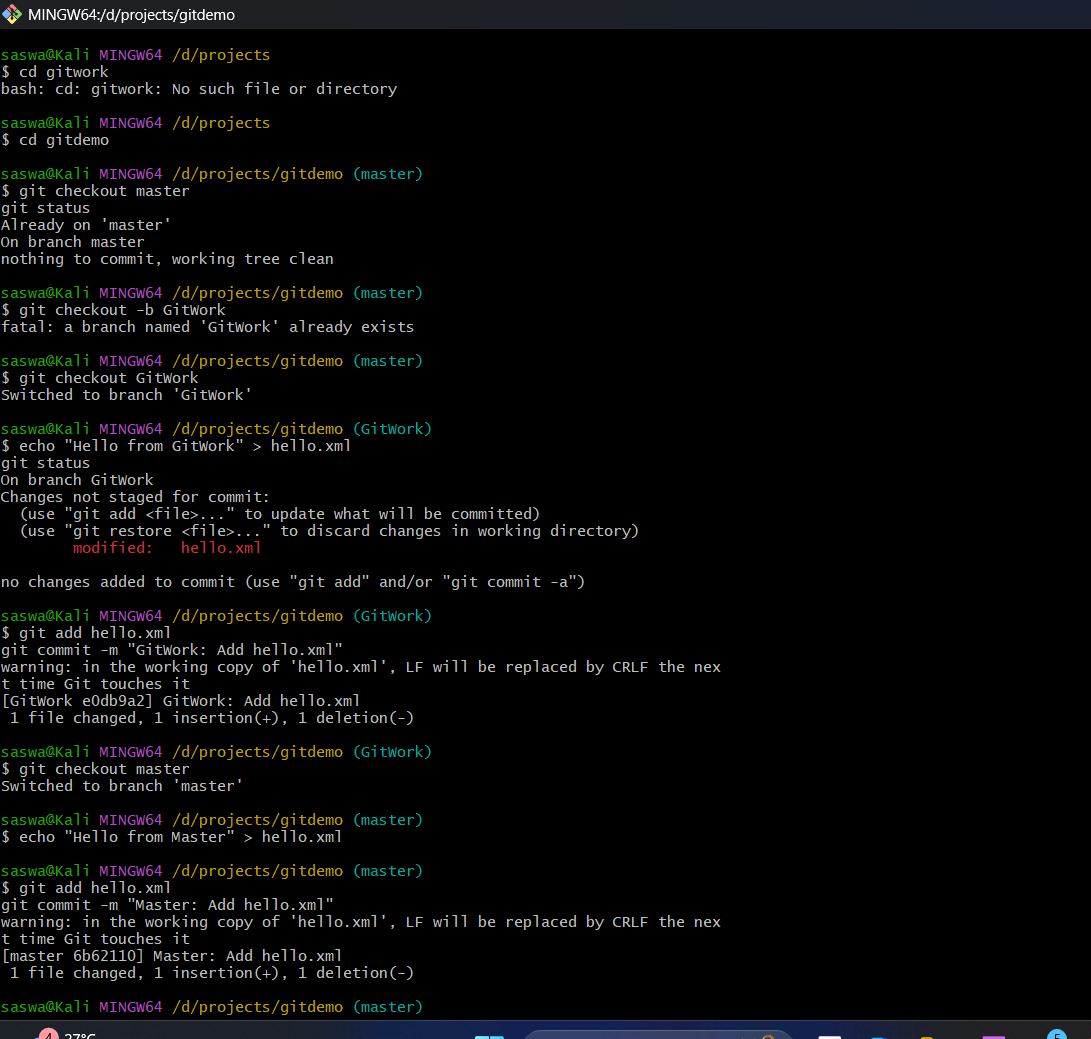 MINGW64:/d/projects/gitdemo
saswa@Kali MINGW64 /d/projects
$ cd gitwork
bash: cd: gitwork: No such file or directory
saswa@Kali MINGW64 /d/projects
$ cd gitdemo
saswa@Kali MINGW64 /d/projects/gitdemo (master)
$ git checkout master
git status
Already on 'master'
On branch master
nothing to commit, working tree clean
saswa@Kali MINGW64 /d/projects/gitdemo (master)
$ git checkout -b GitWork
fatal: a branch named 'GitWork' already exists
saswa@Kali MINGW64 /d/projects/gitdemo (master)
$ git checkout GitWork
Switched to branch 'GitWork'
saswa@Kali MINGW64 /d/projects/gitdemo (GitWork)
$ echo "Hello from GitWork" > hello.xml
git status
On branch GitWork
Changes not staged for commit:
  (use "git add <file>..." to update what will be committed)
  (use "git restore <file>..." to discard changes in working directory)
        modified:   hello.xml
no changes added to commit (use "git add" and/or "git commit -a")
saswa@Kali MINGW64 /d/projects/gitdemo (GitWork)
$ git add hello.xml
git commit -m "GitWork: Add hello.xml"
warning: in the working copy of 'hello.xml', LF will be replaced by CRLF the nex
t time Git touches it
[GitWork e0db9a2] GitWork: Add hello.xml
 1 file changed, 1 insertion(+), 1 deletion(-)
saswa@Kali MINGW64 /d/projects/gitdemo (GitWork)
$ git checkout master
Switched to branch 'master'
saswa@Kali MINGW64 /d/projects/gitdemo (master)
$ echo "Hello from Master" > hello.xml
saswa@Kali MINGW64 /d/projects/gitdemo (master)
$ git add hello.xml
git commit -m "Master: Add hello.xml"
warning: in the working copy of 'hello.xml', LF will be replaced by CRLF the nex
t time Git touches it
[master 6b62110] Master: Add hello.xml
 1 file changed, 1 insertion(+), 1 deletion(-)
saswa@Kali MINGW64 /d/projects/gitdemo (master)